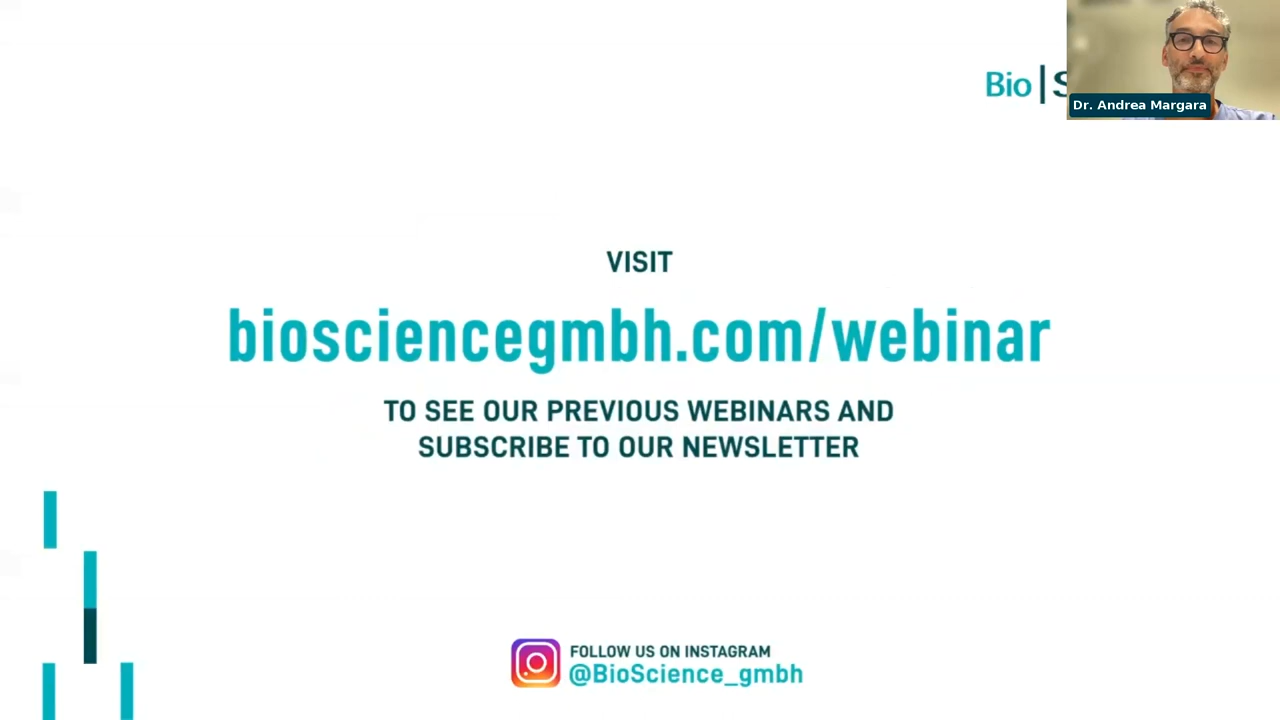 Bio|S
Dr. Andrea Margara
VISIT
biosciencegmbh.com/webinar
TO SEE OUR PREVIOUS WEBINARS AND
SUBSCRIBE TO OUR NEWSLETTER
FOLLOW US ON INSTAGRAM
@BioScience_gmbh